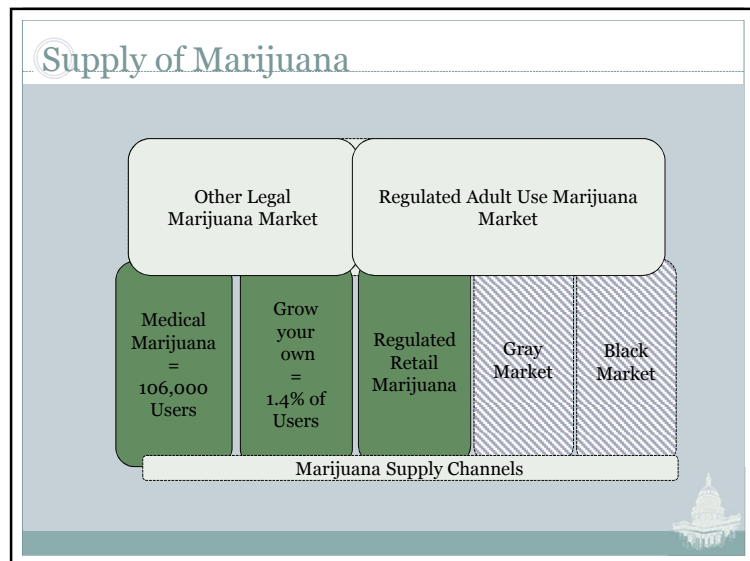 Supply of Marijuana
Other Legal
Marijuana Market
Regulated Adult Use Marijuana
Market
Medical
Marijuana
=
106,000
Users
Grow
your
own
=
1.4% of
Users
Regulated
Retail
Marijuana
Gray
Market
Black
Market
Marijuana Supply Channels